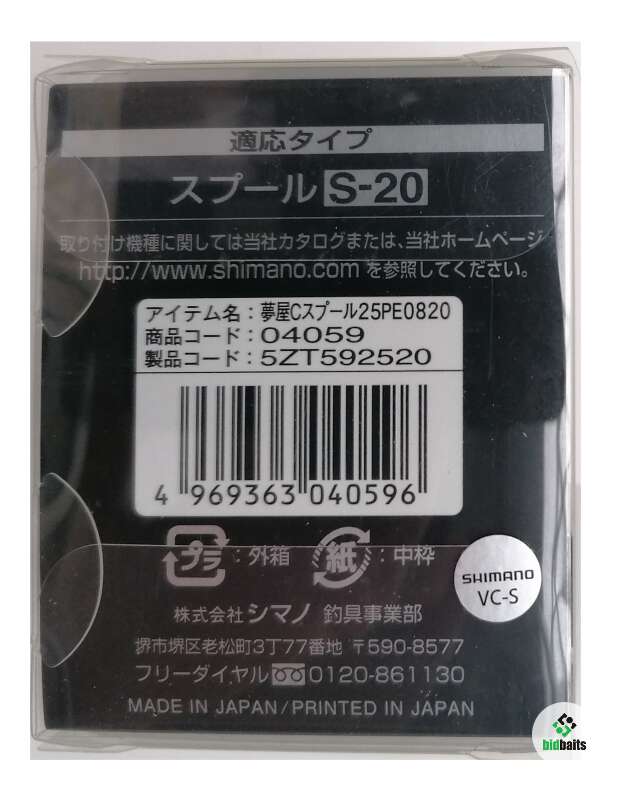 適応タイプ
スプール S-20
取り付け機種に関しては当社カタログまたは、当社ホームページ
http://www.shimano.com を参照してください。
アイテム名：夢屋Cスプール25PE0820
商品コード：04059
製品コード：5ZT592520
4 969363 040596
プラ：外箱 紙：中枠
SHIMANO
VC-S
株式会社シマノ 釣具事業部
堺市堺区老松町3丁77番地 〒590-8577
フリーダイヤル 0120-861130
MADE IN JAPAN/PRINTED IN JAPAN
bidbaits